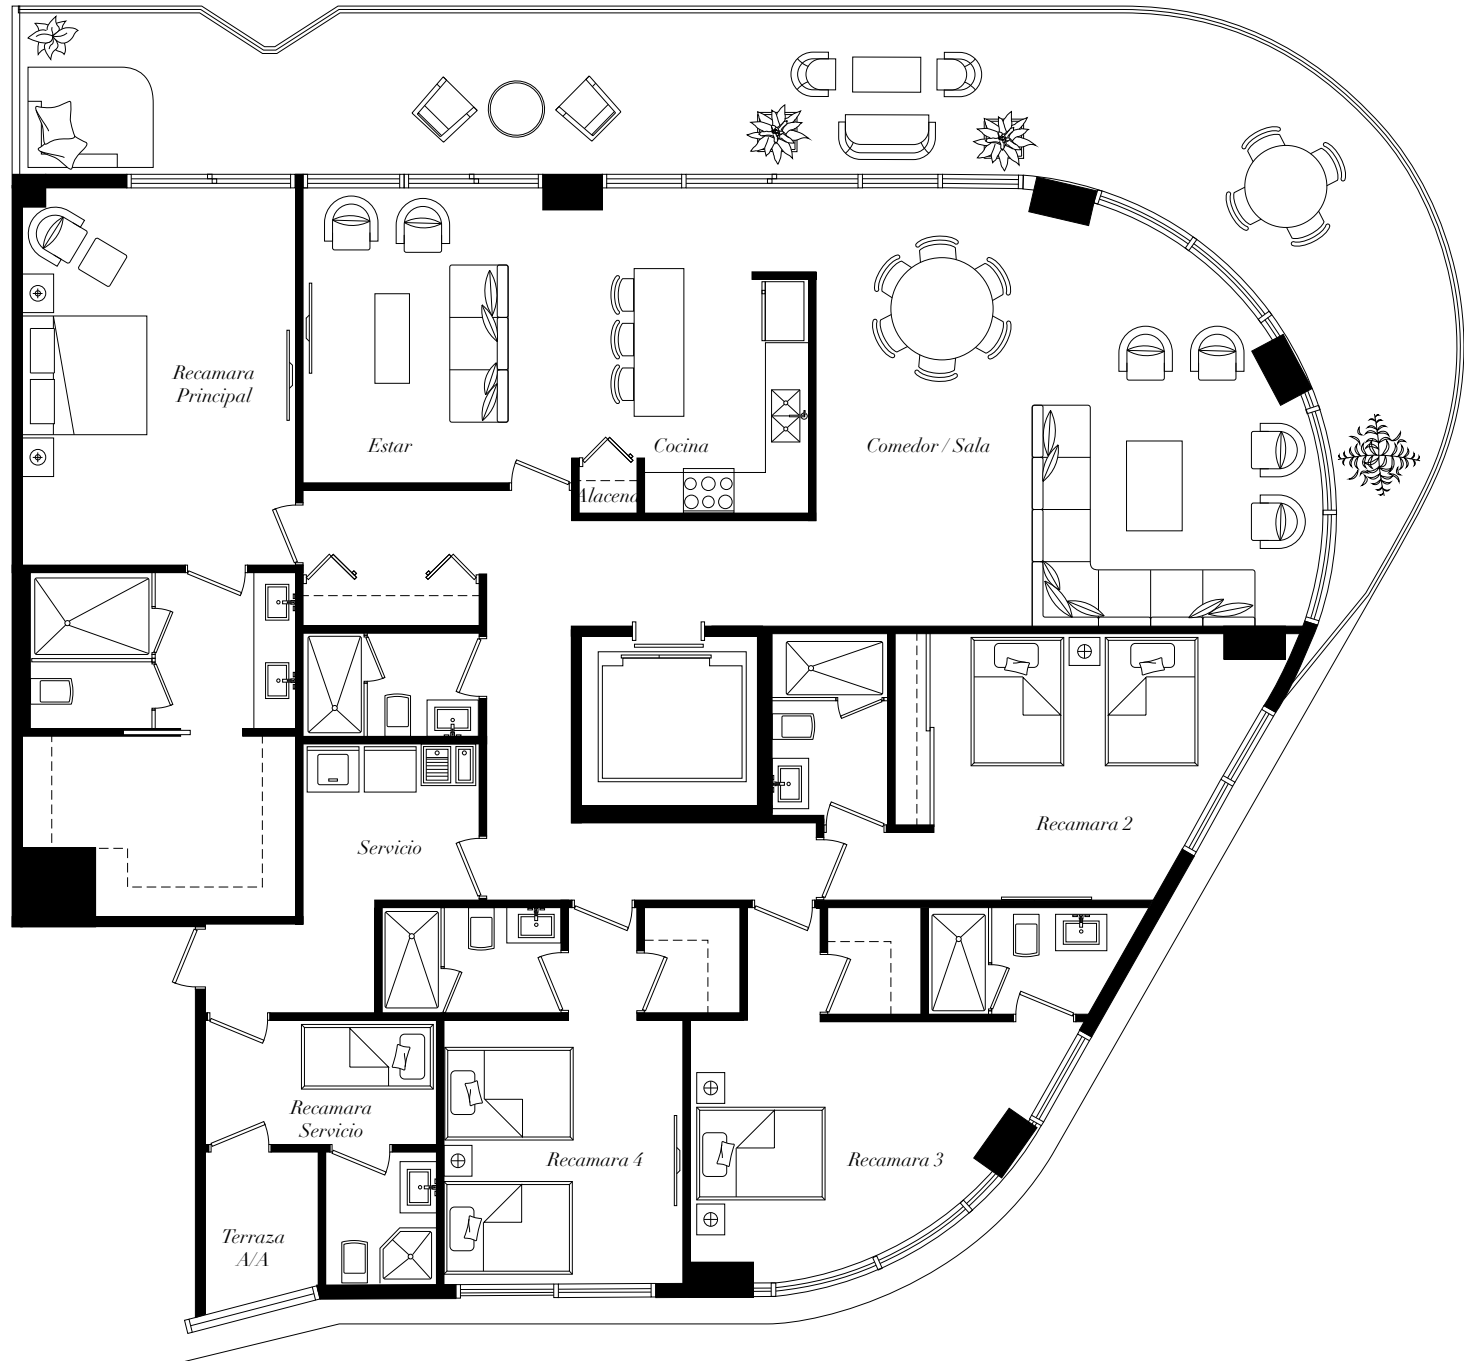 Recamara
Principal
Estar
Cocina
Comedor / Sala
Alacena
Recamara 2
Servicio
Recamara
Servicio
Recamara 4
Recamara 3
Terraza
A/A